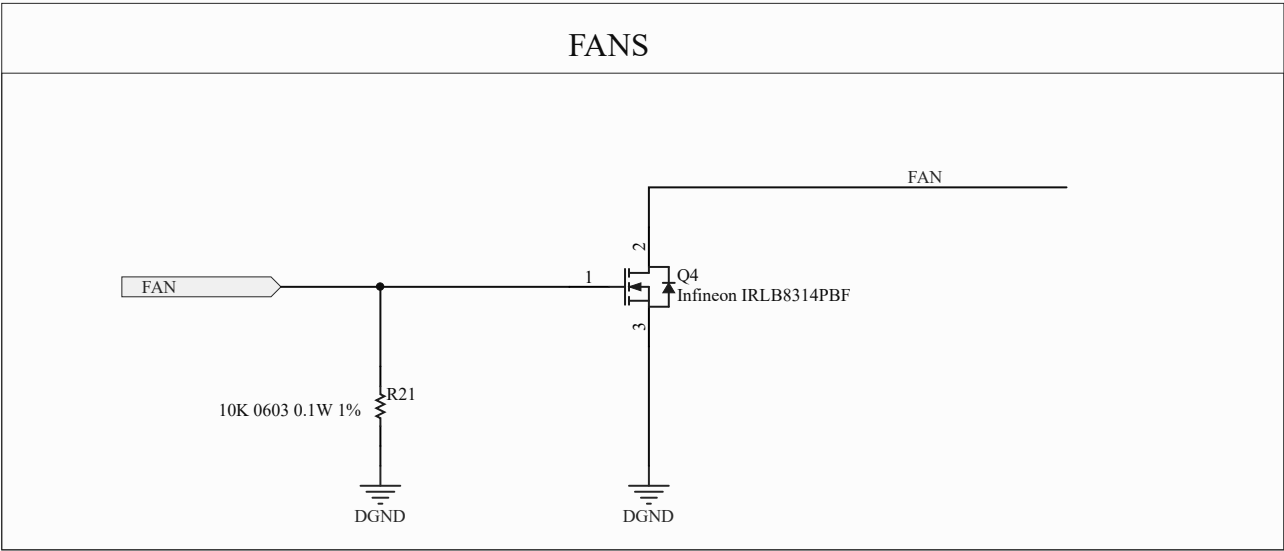 FANS
FAN
2
FAN
1
Q4
Infineon IRLB8314PBF
3
R21
10K 0603 0.1W 1%
DGND
DGND